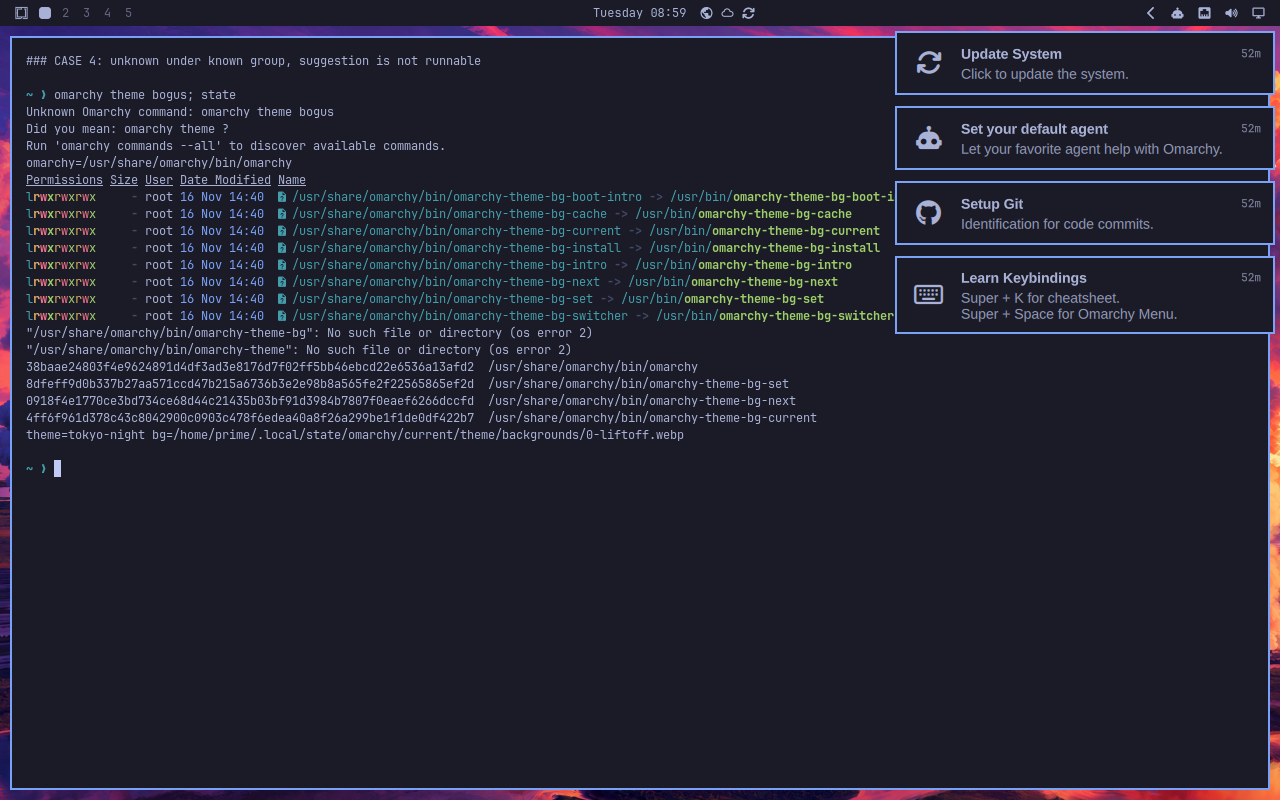 2 3 4 5
Tuesday 08:59
### CASE 4: unknown under known group, suggestion is not runnable
~ ❯ omarchy theme bogus; state
Unknown Omarchy command: omarchy theme bogus
Did you mean: omarchy theme ?
Run 'omarchy commands --all' to discover available commands.
omarchy=/usr/share/omarchy/bin/omarchy
Permissions Size User Date Modified Name
lrwxrwxrwx - root 16 Nov 14:40 /usr/share/omarchy/bin/omarchy-theme-bg-boot-intro -> /usr/bin/omarchy-theme-bg-boot-i
lrwxrwxrwx - root 16 Nov 14:40 /usr/share/omarchy/bin/omarchy-theme-bg-cache -> /usr/bin/omarchy-theme-bg-cache
lrwxrwxrwx - root 16 Nov 14:40 /usr/share/omarchy/bin/omarchy-theme-bg-current -> /usr/bin/omarchy-theme-bg-current
lrwxrwxrwx - root 16 Nov 14:40 /usr/share/omarchy/bin/omarchy-theme-bg-install -> /usr/bin/omarchy-theme-bg-install
lrwxrwxrwx - root 16 Nov 14:40 /usr/share/omarchy/bin/omarchy-theme-bg-intro -> /usr/bin/omarchy-theme-bg-intro
lrwxrwxrwx - root 16 Nov 14:40 /usr/share/omarchy/bin/omarchy-theme-bg-next -> /usr/bin/omarchy-theme-bg-next
lrwxrwxrwx - root 16 Nov 14:40 /usr/share/omarchy/bin/omarchy-theme-bg-set -> /usr/bin/omarchy-theme-bg-set
lrwxrwxrwx - root 16 Nov 14:40 /usr/share/omarchy/bin/omarchy-theme-bg-switcher -> /usr/bin/omarchy-theme-bg-switcher
"/usr/share/omarchy/bin/omarchy-theme-bg": No such file or directory (os error 2)
"/usr/share/omarchy/bin/omarchy-theme": No such file or directory (os error 2)
38baae24803f4e9624891d4df3ad3e8176d7f02ff5bb46ebcd22e6536a13afd2  /usr/share/omarchy/bin/omarchy
8dfeff9d0b337b27aa571ccd47b215a6736b3e2e98b8a565fe2f22565865ef2d  /usr/share/omarchy/bin/omarchy-theme-bg-set
0918f4e1770ce3bd734ce68d44c21435b03bf91d3984b7807f0eaef6266dccfd  /usr/share/omarchy/bin/omarchy-theme-bg-next
4ff6f961d378c43c8042900c0903c478f6edea40a8f26a299be1f1de0df422b7  /usr/share/omarchy/bin/omarchy-theme-bg-current
theme=tokyo-night bg=/home/prime/.local/state/omarchy/current/theme/backgrounds/0-liftoff.webp
~ ❯
Update System 52m
Click to update the system.
Set your default agent 52m
Let your favorite agent help with Omarchy.
Setup Git 52m
Identification for code commits.
Learn Keybindings 52m
Super + K for cheatsheet.
Super + Space for Omarchy Menu.